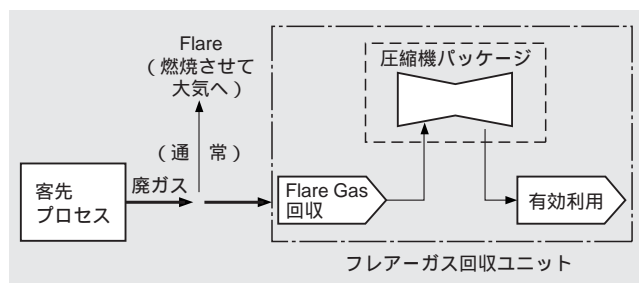 Flare
(燃焼させて
大気へ)
圧縮機パッケージ
(通 常)
客先
プロセス
廃ガス
Flare Gas
回収
有効利用
フレアーガス回収ユニット